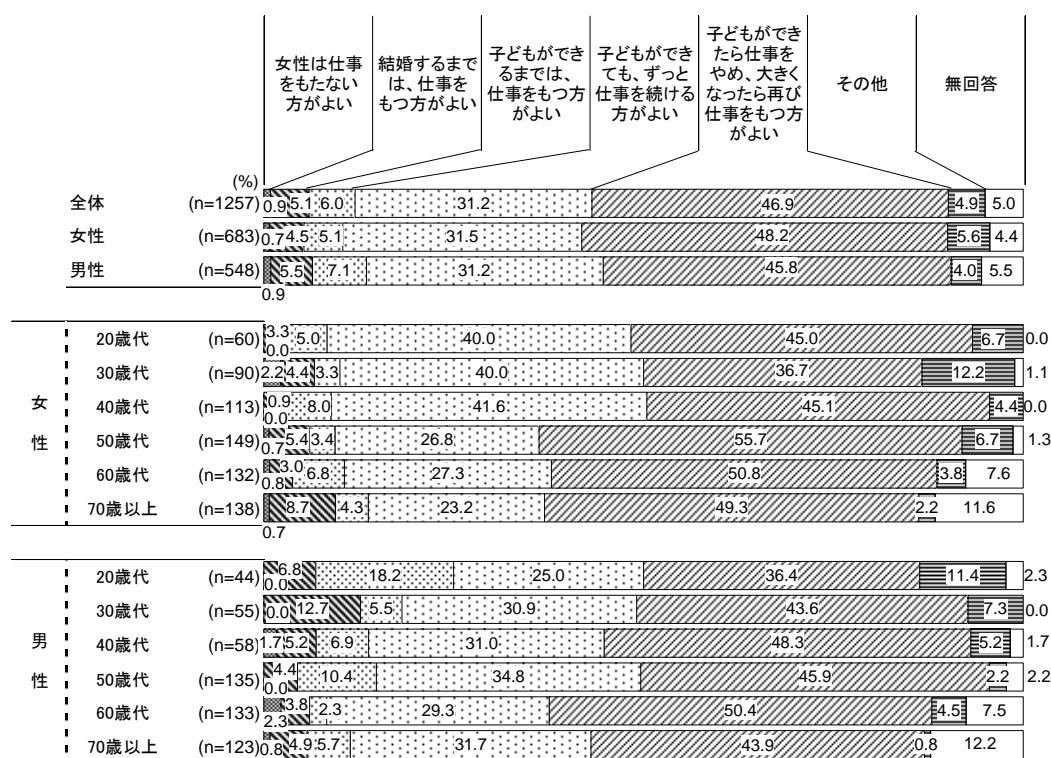 女性は仕事
をもたない
方がよい
結婚するまで
は、仕事を
もつ方がよい
子どもができ
るまでは、
仕事をもつ方
がよい
子どもができ
ても、ずっと
仕事を続ける
方がよい
子どもができ
たら仕事を
やめ、大きく
なったら再び
仕事をもつ方
がよい
その他
無回答
(%)
全体 (n=1257) 0.9 5.1 6.0 31.2 46.9 4.9 5.0
女性 (n=683) 0.7 4.5 5.1 31.5 48.2 5.6 4.4
男性 (n=548) 5.5 7.1 31.2 45.8 4.0 5.5
0.9
女性
20歳代 (n=60) 3.3 5.0 40.0 45.0 6.7 0.0
0.0
30歳代 (n=90) 2.2 4.4 3.3 40.0 36.7 12.2 1.1
40歳代 (n=113) 0.9 8.0 41.6 45.1 4.4 0.0
0.0
50歳代 (n=149) 5.4 3.4 26.8 55.7 6.7 1.3
0.7
60歳代 (n=132) 3.0 6.8 27.3 50.8 3.8 7.6
0.8
70歳以上 (n=138) 8.7 4.3 23.2 49.3 2.2 11.6
0.7
男性
20歳代 (n=44) 6.8 18.2 25.0 36.4 11.4 2.3
0.0
30歳代 (n=55) 0.0 12.7 5.5 30.9 43.6 7.3 0.0
40歳代 (n=58) 1.7 5.2 6.9 31.0 48.3 5.2 1.7
50歳代 (n=135) 4.4 10.4 34.8 45.9 2.2 2.2
0.0
60歳代 (n=133) 3.8 2.3 29.3 50.4 4.5 7.5
2.3
70歳以上 (n=123) 0.8 4.9 5.7 31.7 43.9 0.8 12.2